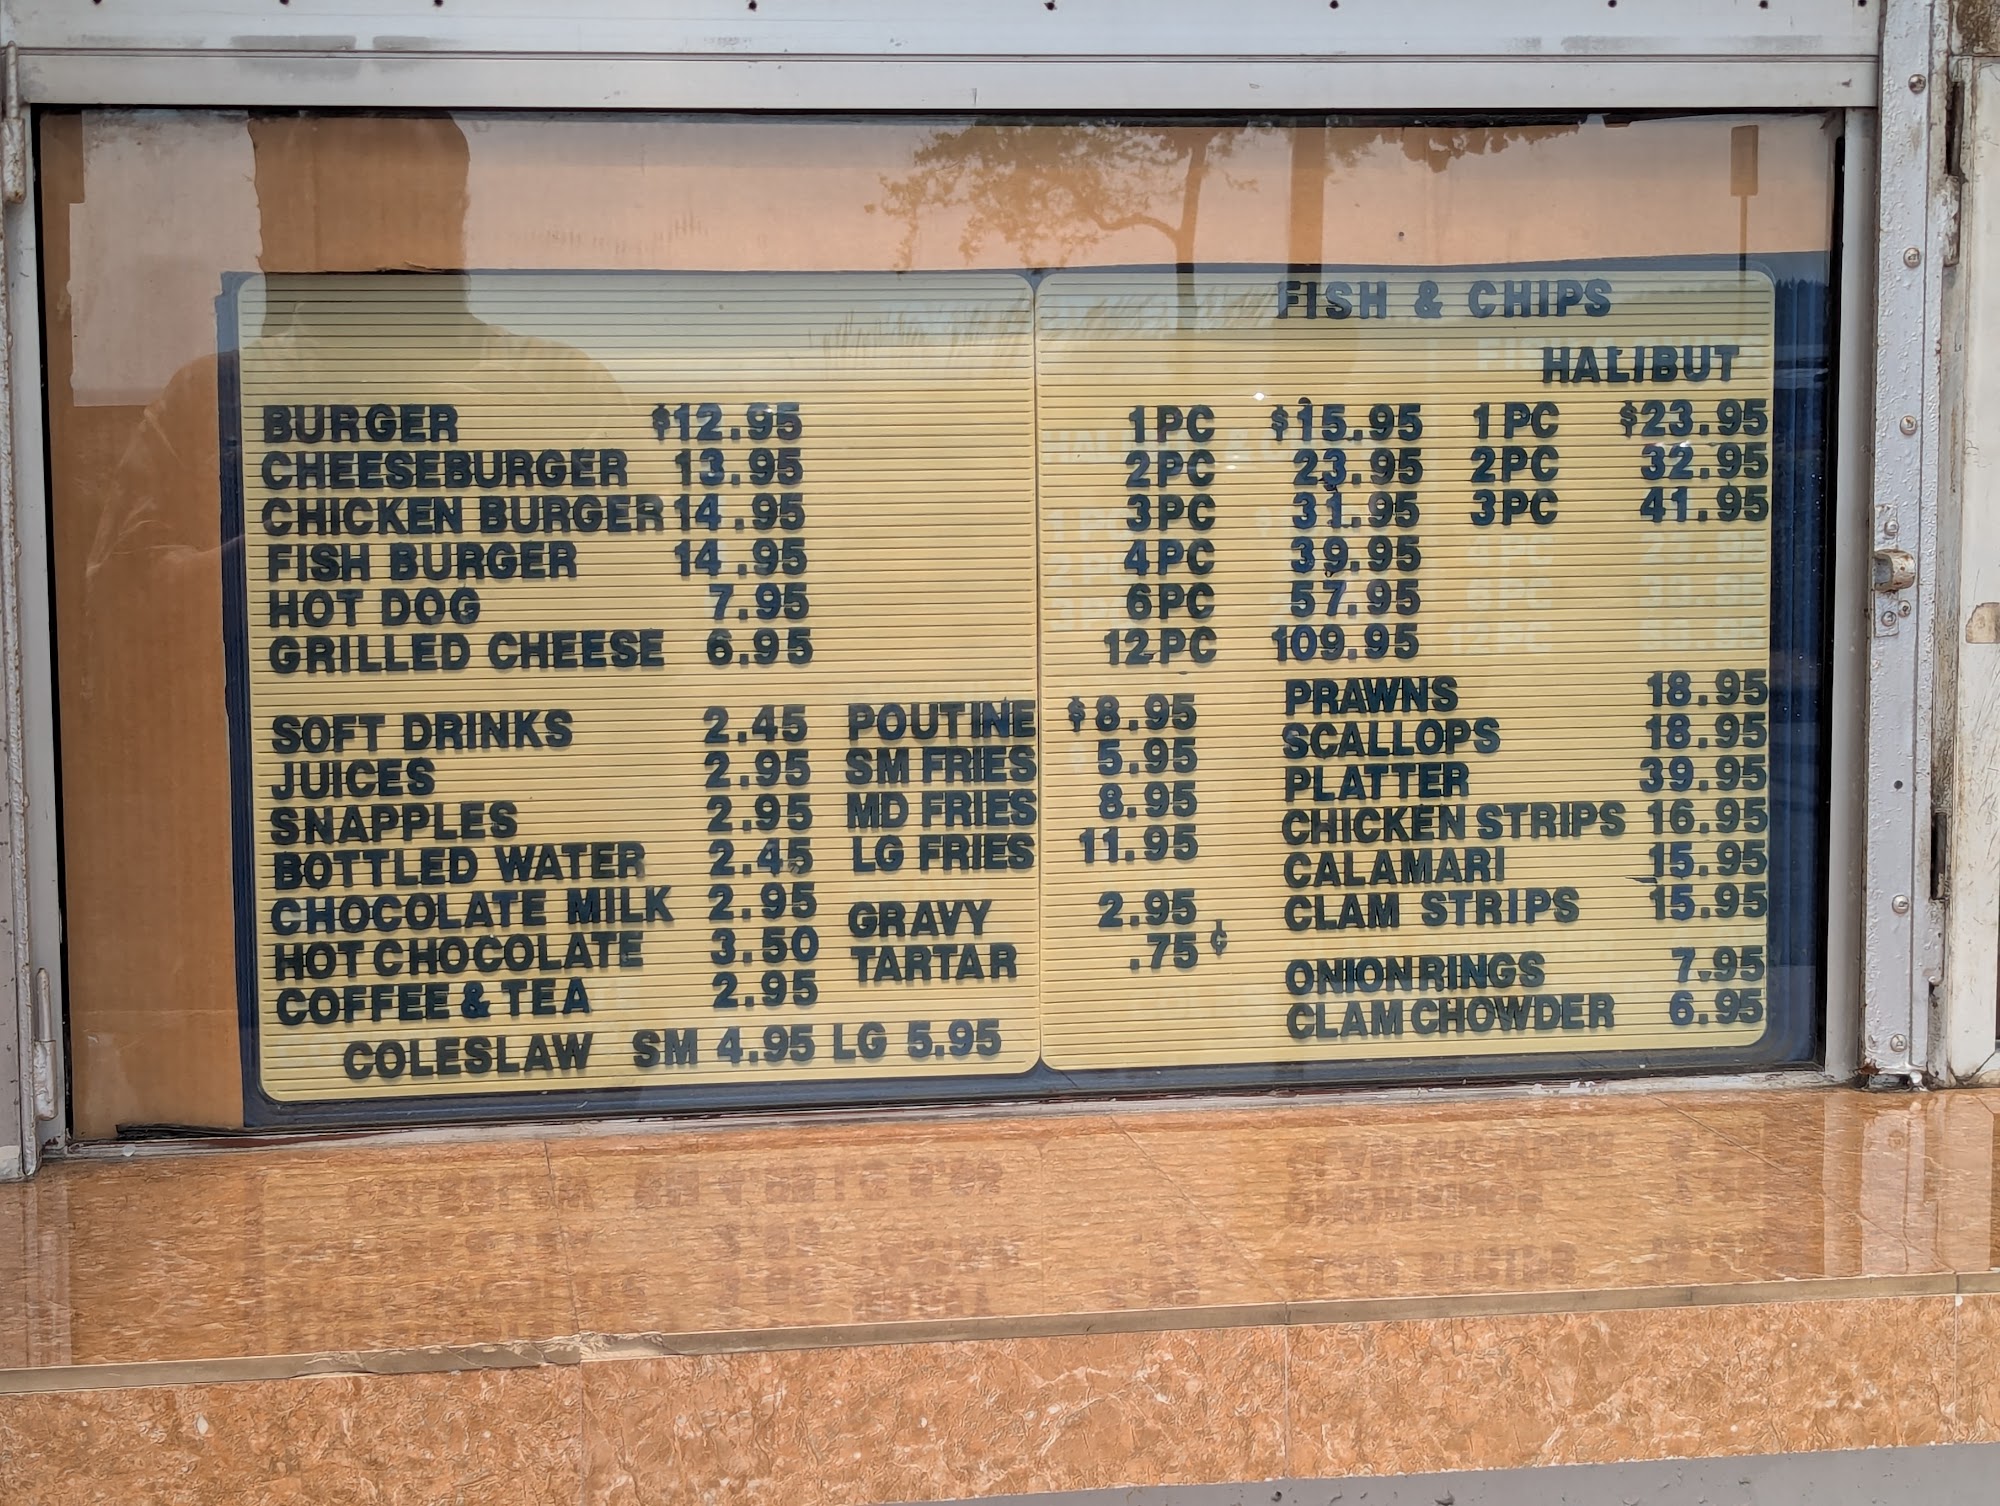 BURGER $12.95
CHEESEBURGER 13.95
CHICKEN BURGER 14.95
FISH BURGER 14.95
HOT DOG 7.95
GRILLED CHEESE 6.95
SOFT DRINKS 2.45
JUICES 2.95
SNAPPLES 2.95
BOTTLED WATER 2.45
CHOCOLATE MILK 2.95
HOT CHOCOLATE 3.50
COFFEE & TEA 2.95
POUTINE $8.95
SM FRIES 5.95
MD FRIES 8.95
LG FRIES 11.95
GRAVY 2.95
TARTAR .75¢
COLESLAW SM 4.95 LG 5.95
FISH & CHIPS
HALIBUT
1PC $15.95 1PC $23.95
2PC 23.95 2PC 32.95
3PC 31.95 3PC 41.95
4PC 39.95
6PC 57.95
12PC 109.95
PRAWNS 18.95
SCALLOPS 18.95
PLATTER 39.95
CHICKEN STRIPS 16.95
CALAMARI 15.95
CLAM STRIPS 15.95
ONION RINGS 7.95
CLAM CHOWDER 6.95